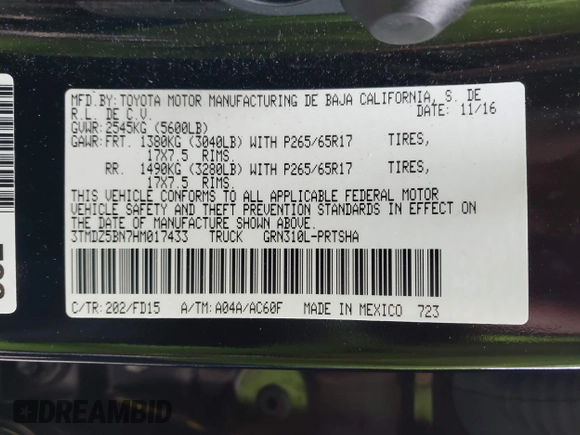 MFD.BY: TOYOTA MOTOR MANUFACTURING DE BAJA CALIFORNIA, S. DE
R.L. DE C.V. DATE: 11/16
GVWR: 2545KG (5600LB)
GAWR: FRT. 1380KG (3040LB) WITH P265/65R17 TIRES,
17X7.5 RIMS.
RR. 1490KG (3280LB) WITH P265/65R17 TIRES,
17X7.5 RIMS.
THIS VEHICLE CONFORMS TO ALL APPLICABLE FEDERAL MOTOR
VEHICLE SAFETY AND THEFT PREVENTION STANDARDS IN EFFECT ON
THE DATE OF MANUFACTURE SHOWN ABOVE.
3TMDZ5BN7HM017433 TRUCK GRN310L-PRTSHA
C/TR: 202/FD15 A/TM: A04A/AC60F MADE IN MEXICO 723
DREAMBID